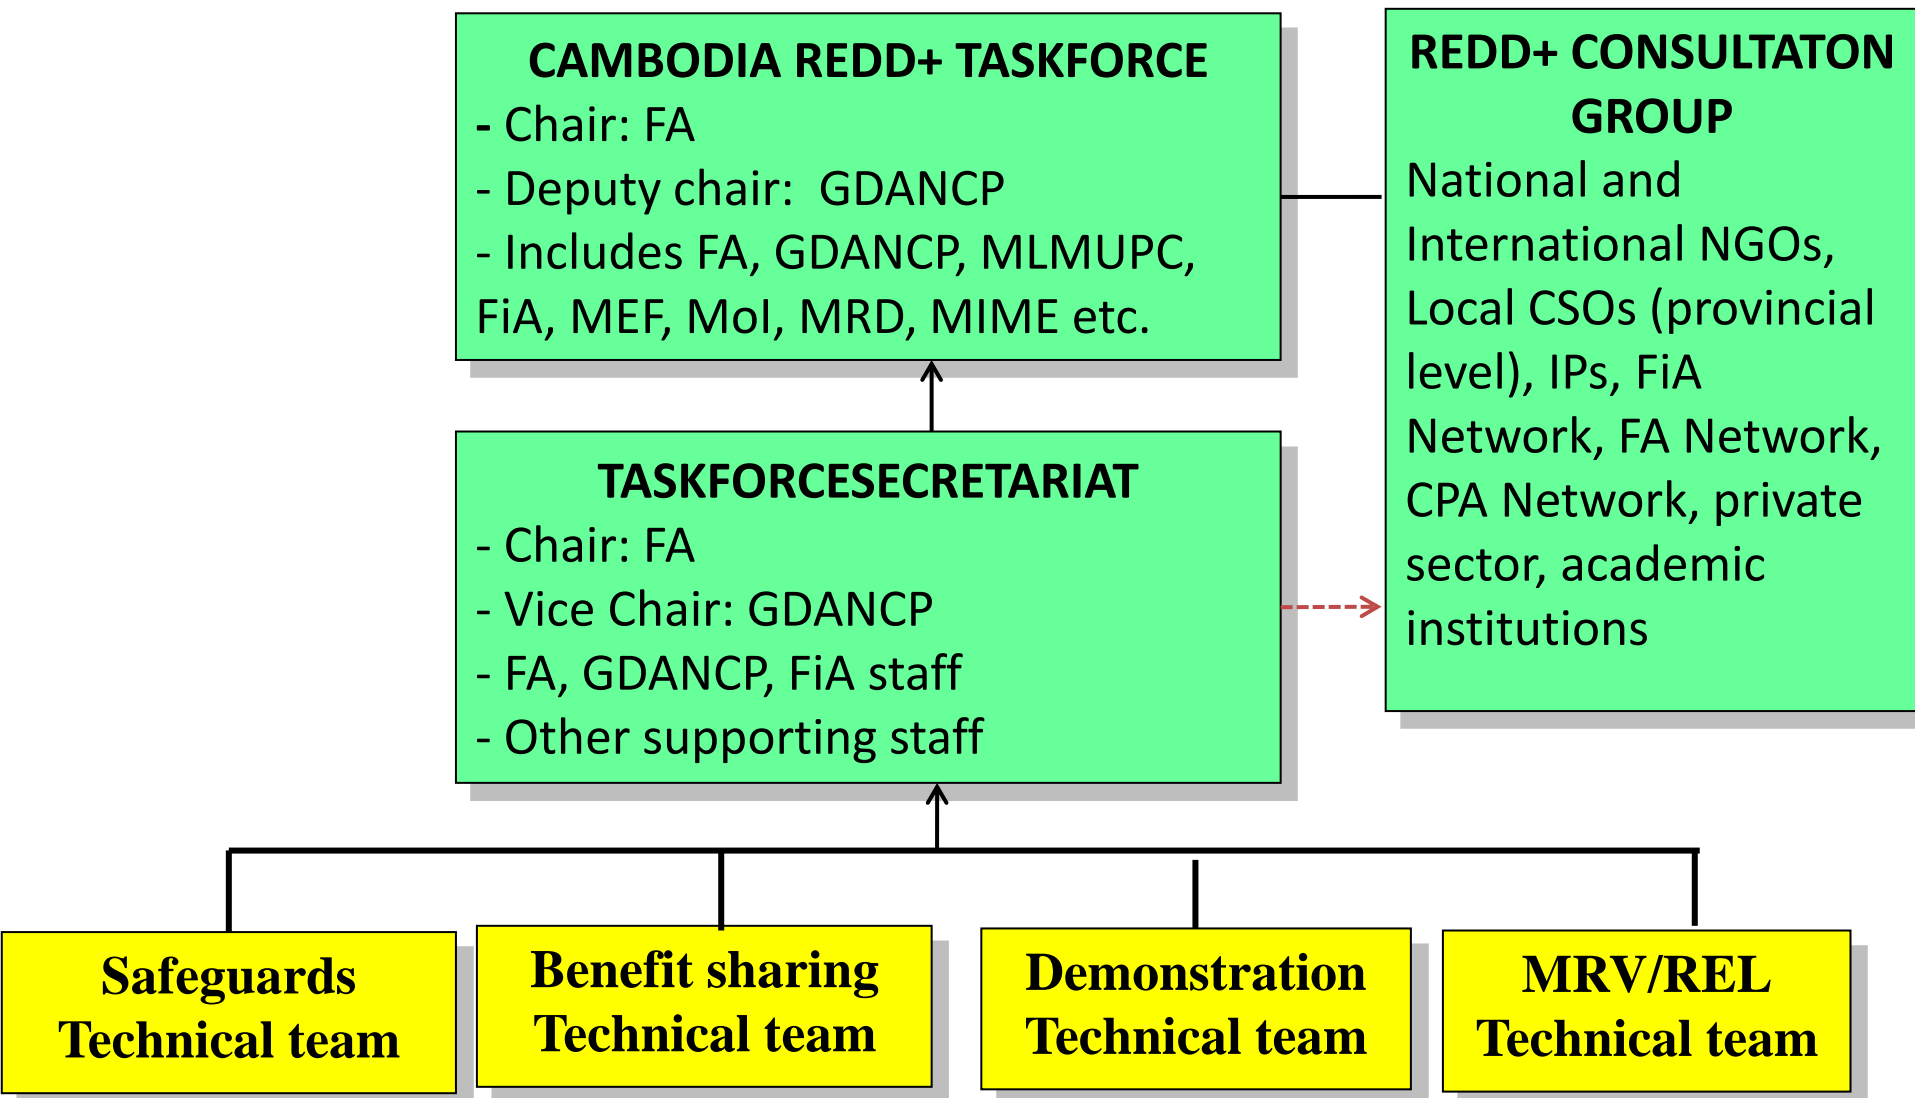 CAMBODIA REDD+ TASKFORCE
- Chair: FA
- Deputy chair:  GDANCP
- Includes FA, GDANCP, MLMUPC,
FiA, MEF, MoI, MRD, MIME etc.
REDD+ CONSULTATON
GROUP
National and
International NGOs,
Local CSOs (provincial
level), IPs, FiA
Network, FA Network,
CPA Network, private
sector, academic
institutions
TASKFORCESECRETARIAT
- Chair: FA
- Vice Chair: GDANCP
- FA, GDANCP, FiA staff
- Other supporting staff
Safeguards
Technical team
Benefit sharing
Technical team
Demonstration
Technical team
MRV/REL
Technical team